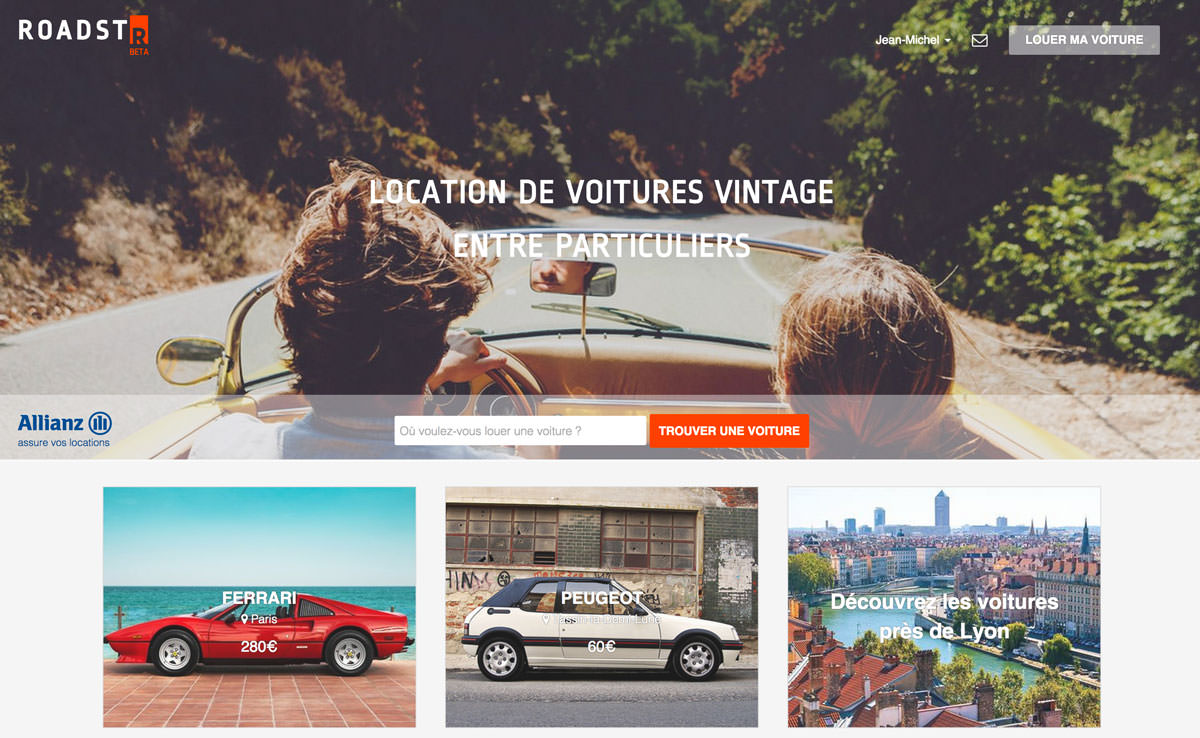 ROADSTR
BETA
Jean-Michel
LOUER MA VOITURE
LOCATION DE VOITURES VINTAGE
ENTRE PARTICULIERS
Allianz
assure vos locations
Où voulez-vous louer une voiture ?
TROUVER UNE VOITURE
FERRARI
Paris
280€
PEUGEOT
60€
Découvrez les voitures
près de Lyon